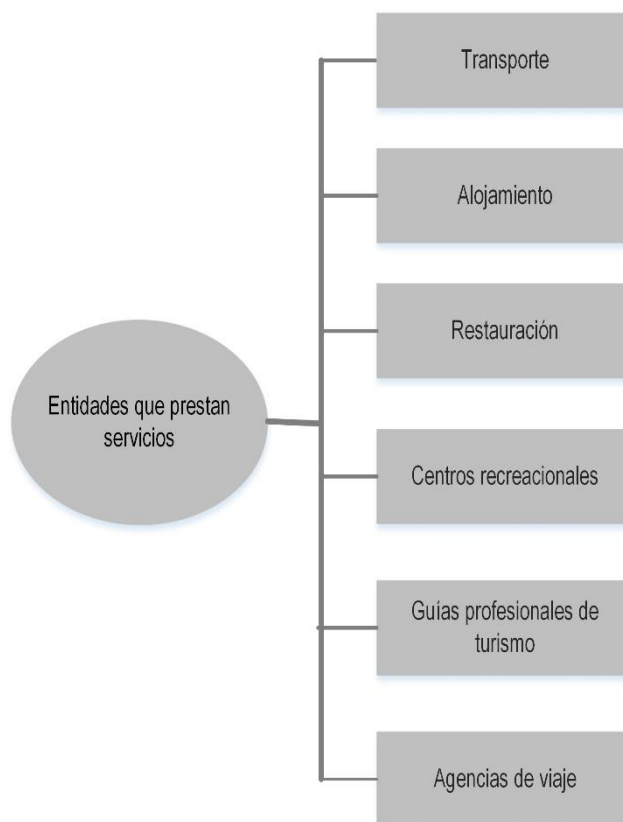 Entidades que prestan
servicios
Transporte
Alojamiento
Restauración
Centros recreacionales
Guías profesionales de
turismo
Agencias de viaje